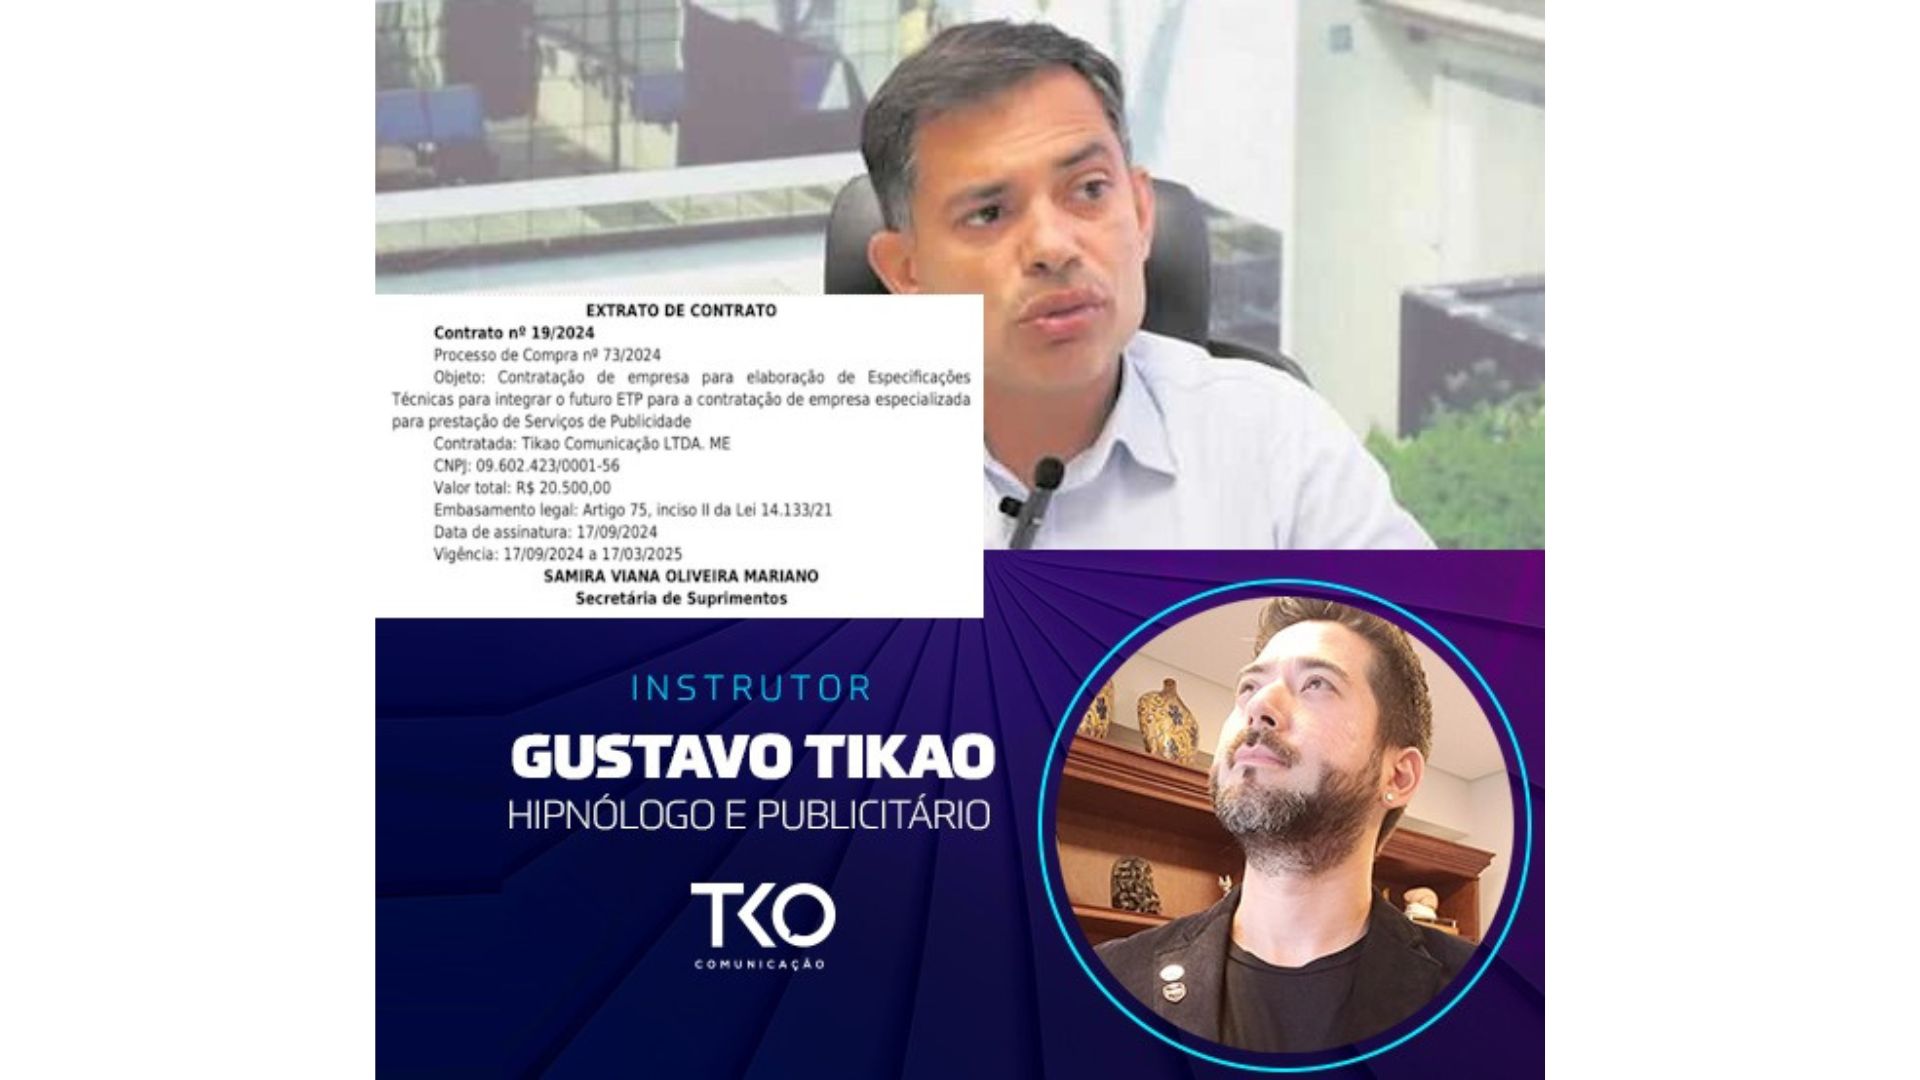 EXTRATO DE CONTRATO
Contrato nº 19/2024
Processo de Compra nº 73/2024
Objeto: Contratação de empresa para elaboração de Especificações
Técnicas para integrar o futuro ETP para a contratação de empresa especializada
para prestação de Serviços de Publicidade
Contratada: Tikao Comunicação LTDA. ME
CNPJ: 09.602.423/0001-56
Valor total: R$ 20.500,00
Embasamento legal: Artigo 75, inciso II da Lei 14.133/21
Data de assinatura: 17/09/2024
Vigência: 17/09/2024 a 17/03/2025
SAMIRA VIANA OLIVEIRA MARIANO
Secretária de Suprimentos
INSTRUTOR
GUSTAVO TIKAO
HIPNÓLOGO E PUBLICITÁRIO
TKO
COMUNICAÇÃO